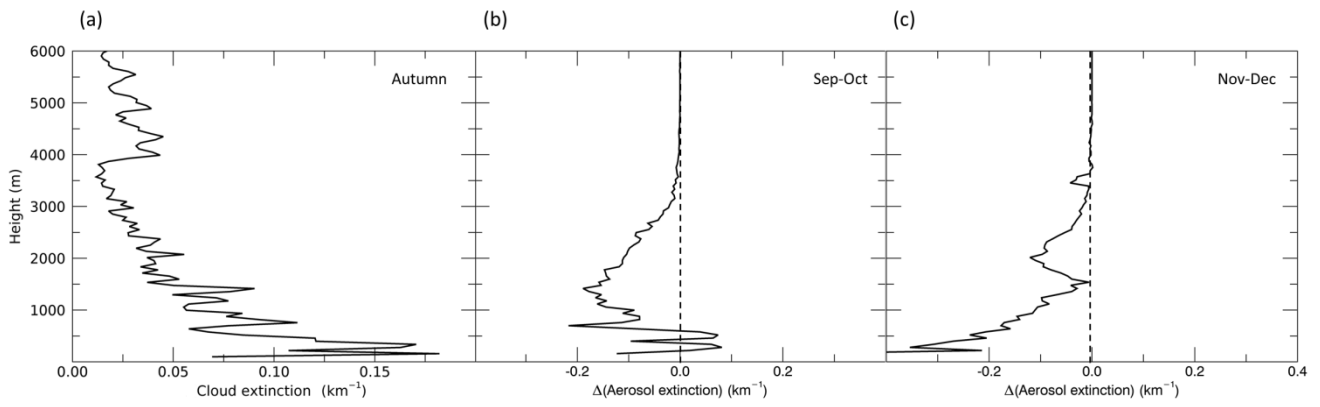 (a)
(b)
(c)
Autumn
Sep-Oct
Nov-Dec
Height (m)
6000
5000
4000
3000
2000
1000
0.00 0.05 0.10 0.15
Cloud extinction (km⁻¹)
-0.2 0.0 0.2
Δ(Aerosol extinction) (km⁻¹)
-0.2 0.0 0.2 0.4
Δ(Aerosol extinction) (km⁻¹)